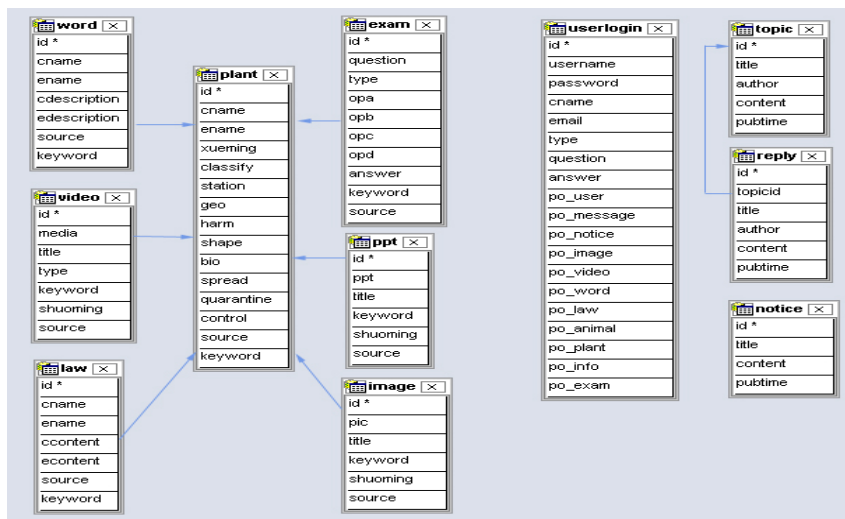 word
id *
cname
ename
cdescription
edescription
source
keyword
video
id *
media
title
type
keyword
shuoming
source
law
id *
cname
ename
ccontent
econtent
source
keyword
plant
id *
cname
ename
xueming
classify
station
geo
harm
shape
bio
spread
quarantine
control
source
keyword
exam
id *
question
type
opa
opb
opc
opd
answer
keyword
source
ppt
id *
ppt
title
keyword
shuoming
source
image
id *
pic
title
keyword
shuoming
source
userlogin
id *
username
password
cname
email
type
question
answer
po_user
po_message
po_notice
po_image
po_video
po_word
po_law
po_animal
po_plant
po_info
po_exam
topic
id *
title
author
content
pubtime
reply
id *
topicid
title
author
content
pubtime
notice
id *
title
content
pubtime